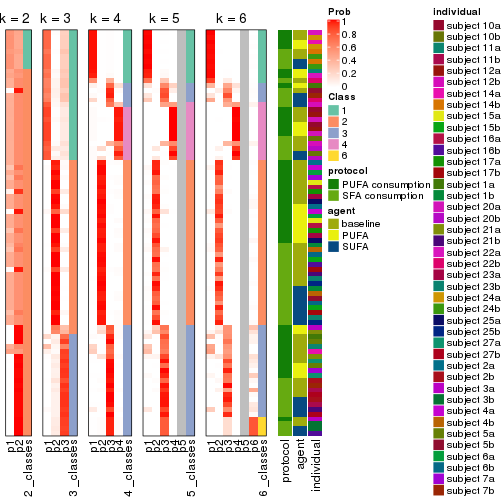 k = 2
k = 3
k = 4
k = 5
k = 6
p1
p2
2_classes
p1
p2
p3
3_classes
p1
p2
p3
p4
4_classes
p1
p2
p3
p4
p5
5_classes
p1
p2
p3
p4
p5
p6
6_classes
protocol
agent
individual
Prob
1
0.8
0.6
0.4
0.2
0
Class
1
2
3
4
6
protocol
PUFA consumption
SFA consumption
agent
baseline
PUFA
SUFA
individual
subject 10a
subject 10b
subject 11a
subject 11b
subject 12a
subject 12b
subject 14a
subject 14b
subject 15a
subject 15b
subject 16a
subject 16b
subject 17a
subject 17b
subject 1a
subject 1b
subject 20a
subject 20b
subject 21a
subject 21b
subject 22a
subject 22b
subject 23a
subject 23b
subject 24a
subject 24b
subject 25a
subject 25b
subject 27a
subject 27b
subject 2a
subject 2b
subject 3a
subject 3b
subject 4a
subject 4b
subject 5a
subject 5b
subject 6a
subject 6b
subject 7a
subject 7b